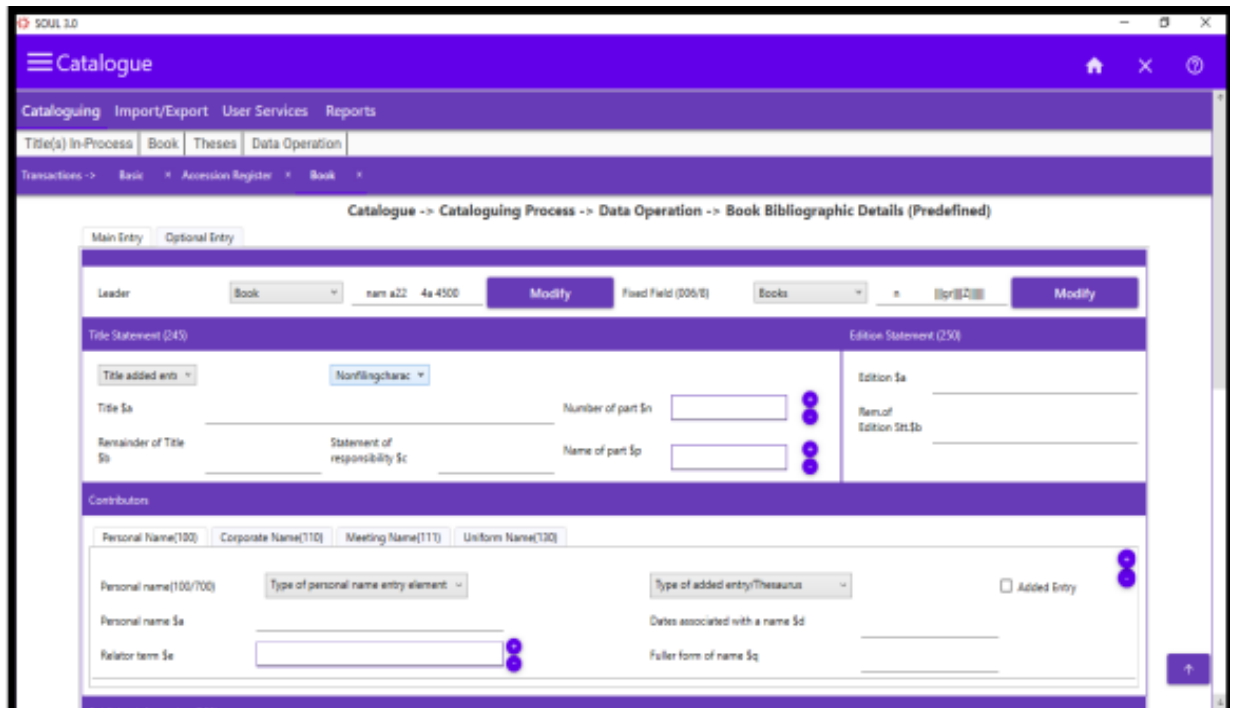 SOUL 3.0
Catalogue
Cataloguing Import/Export User Services Reports
Title(s) In-Process Book Theses Data Operation
Transactions -> Basic × Accession Register × Book ×
Catalogue -> Cataloguing Process -> Data Operation -> Book Bibliographic Details (Predefined)
Main Entry Optional Entry
Leader Book nam a22 4a 4500 Modify Fixed Field (006/8) Books n Modify
Title Statement (245) Edition Statement (250)
Title added entr Nonfilingcharac
Edition $a
Title $a Number of part $n
Rem.of
Edition Stt.$b
Remainder of Title
$b
Statement of
responsibility $c
Name of part $p
Contributors
Personal Name(100) Corporate Name(110) Meeting Name(111) Uniform Name(130)
Personal name(100/700) Type of personal name entry element Type of added entry/Thesaurus Added Entry
Personal name $a Dates associated with a name $d
Relator term $e Fuller form of name $q